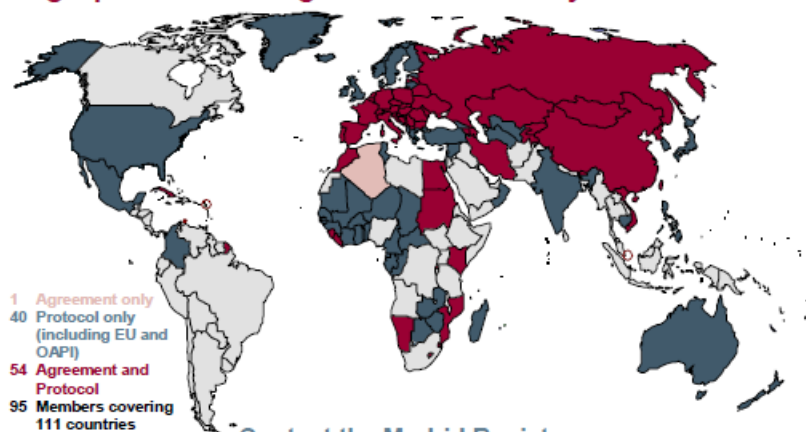 1 Agreement only
40 Protocol only
(including EU and
OAPI)
54 Agreement and
Protocol
95 Members covering
111 countries